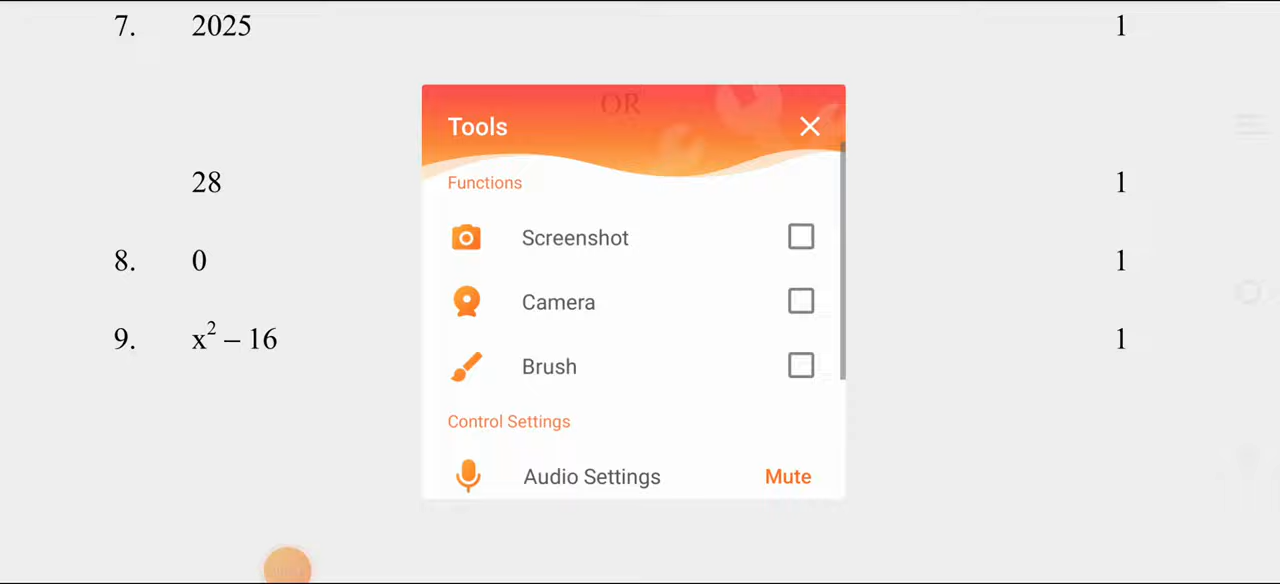 7. 2025 1
OR
Tools
Functions
28 1
Screenshot
8. 0 1
Camera
9. x² – 16 1
Brush
Control Settings
Audio Settings Mute